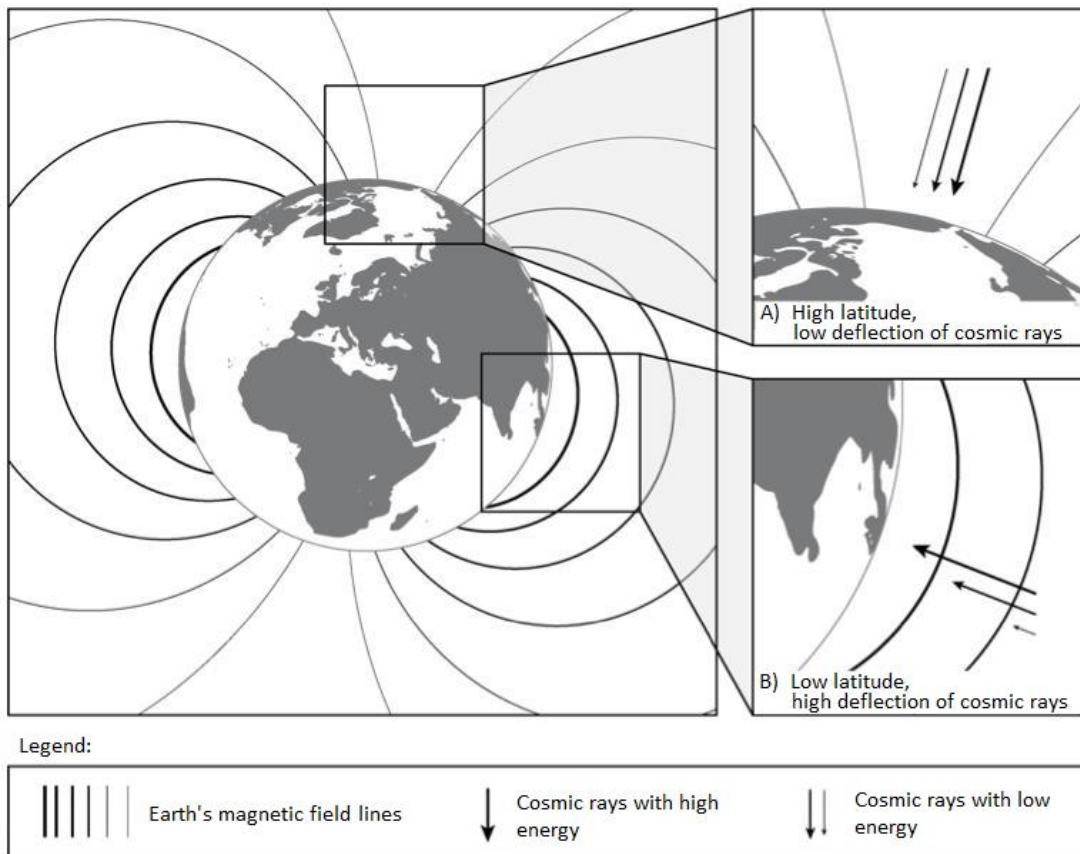 A) High latitude,
low deflection of cosmic rays
B) Low latitude,
high deflection of cosmic rays
Legend:
Earth's magnetic field lines
Cosmic rays with high
energy
Cosmic rays with low
energy